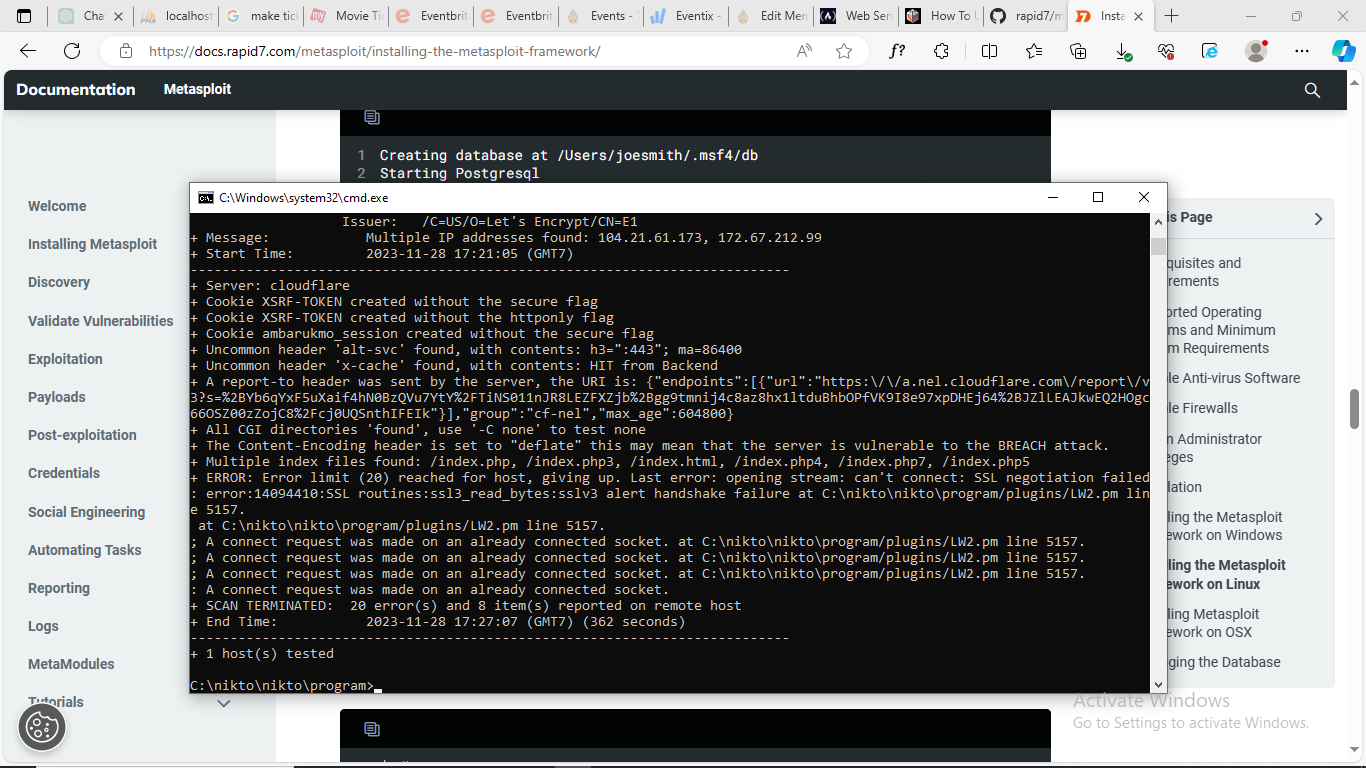 Cha
localhost
make tick
Movie Ti
Eventbrit
Eventbrit
Events -
Eventix -
Edit Men
Web Serv
How To U
rapid7/m
Insta
https://docs.rapid7.com/metasploit/installing-the-metasploit-framework/
Documentation Metasploit
1 Creating database at /Users/joesmith/.msf4/db
2 Starting Postgresql
Welcome
Installing Metasploit
Discovery
Validate Vulnerabilities
Exploitation
Payloads
Post-exploitation
Credentials
Social Engineering
Automating Tasks
Reporting
Logs
MetaModules
Tutorials
C:\Windows\system32\cmd.exe
Issuer: /C=US/O=Let's Encrypt/CN=E1
+ Message: Multiple IP addresses found: 104.21.61.173, 172.67.212.99
+ Start Time: 2023-11-28 17:21:05 (GMT7)
---------------------------------------------------------------------------
+ Server: cloudflare
+ Cookie XSRF-TOKEN created without the secure flag
+ Cookie XSRF-TOKEN created without the httponly flag
+ Cookie ambarukmo_session created without the secure flag
+ Uncommon header 'alt-svc' found, with contents: h3=":443"; ma=86400
+ Uncommon header 'x-cache' found, with contents: HIT from Backend
+ A report-to header was sent by the server, the URI is: {"endpoints":[{"url":"https:\/\/a.nel.cloudflare.com\/report\/v
3?s=%2BYb6qYxF5uXaif4hN0BzQVu7YtY%2FTiNS011nJR8LEZFXZjb%2Bgg9tmnij4c8az8hx1ltduBhbOPfVK9I8e97xpDHEj64%2BJZlLEAJkwEQ2HOgc
66OSZ00zZojC8%2Fcj0UQSnthIFEIk"}],"group":"cf-nel","max_age":604800}
+ All CGI directories 'found', use '-C none' to test none
+ The Content-Encoding header is set to "deflate" this may mean that the server is vulnerable to the BREACH attack.
+ Multiple index files found: /index.php, /index.php3, /index.html, /index.php4, /index.php7, /index.php5
+ ERROR: Error limit (20) reached for host, giving up. Last error: opening stream: can't connect: SSL negotiation failed
: error:14094410:SSL routines:ssl3_read_bytes:sslv3 alert handshake failure at C:\nikto\nikto\program/plugins/LW2.pm lin
e 5157.
at C:\nikto\nikto\program/plugins/LW2.pm line 5157.
; A connect request was made on an already connected socket. at C:\nikto\nikto\program/plugins/LW2.pm line 5157.
; A connect request was made on an already connected socket. at C:\nikto\nikto\program/plugins/LW2.pm line 5157.
; A connect request was made on an already connected socket. at C:\nikto\nikto\program/plugins/LW2.pm line 5157.
: A connect request was made on an already connected socket.
+ SCAN TERMINATED: 20 error(s) and 8 item(s) reported on remote host
+ End Time: 2023-11-28 17:27:07 (GMT7) (362 seconds)
---------------------------------------------------------------------------
+ 1 host(s) tested
C:\nikto\nikto\program>
is Page
quisites and
rements
orted Operating
ms and Minimum
m Requirements
le Anti-virus Software
le Firewalls
n Administrator
eges
lation
ling the Metasploit
ework on Windows
ling the Metasploit
ework on Linux
ling Metasploit
ework on OSX
ging the Database
Activate Windows
Go to Settings to activate Windows.